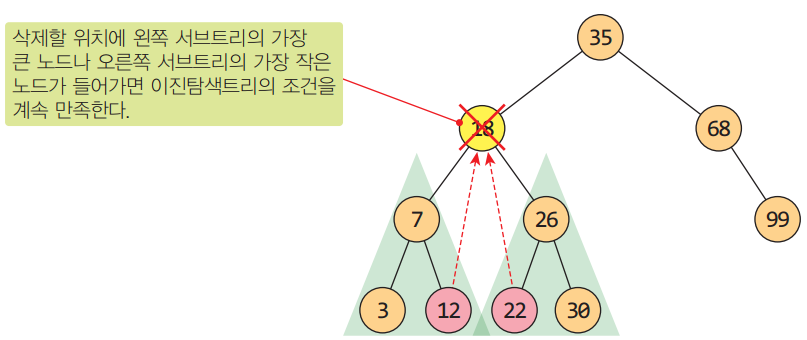 삭제할 위치에 왼쪽 서브트리의 가장
큰 노드나 오른쪽 서브트리의 가장 작은
노드가 들어가면 이진탐색트리의 조건을
계속 만족한다.
35
18
68
7
26
99
3
12
22
30